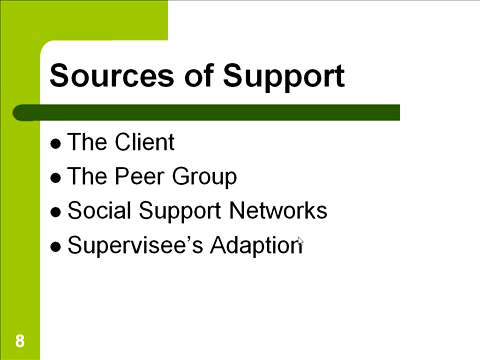 Sources of Support
● The Client
● The Peer Group
● Social Support Networks
● Supervisee's Adaption
8